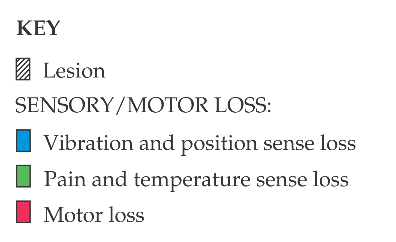 KEY
Lesion
SENSORY/MOTOR LOSS:
Vibration and position sense loss
Pain and temperature sense loss
Motor loss